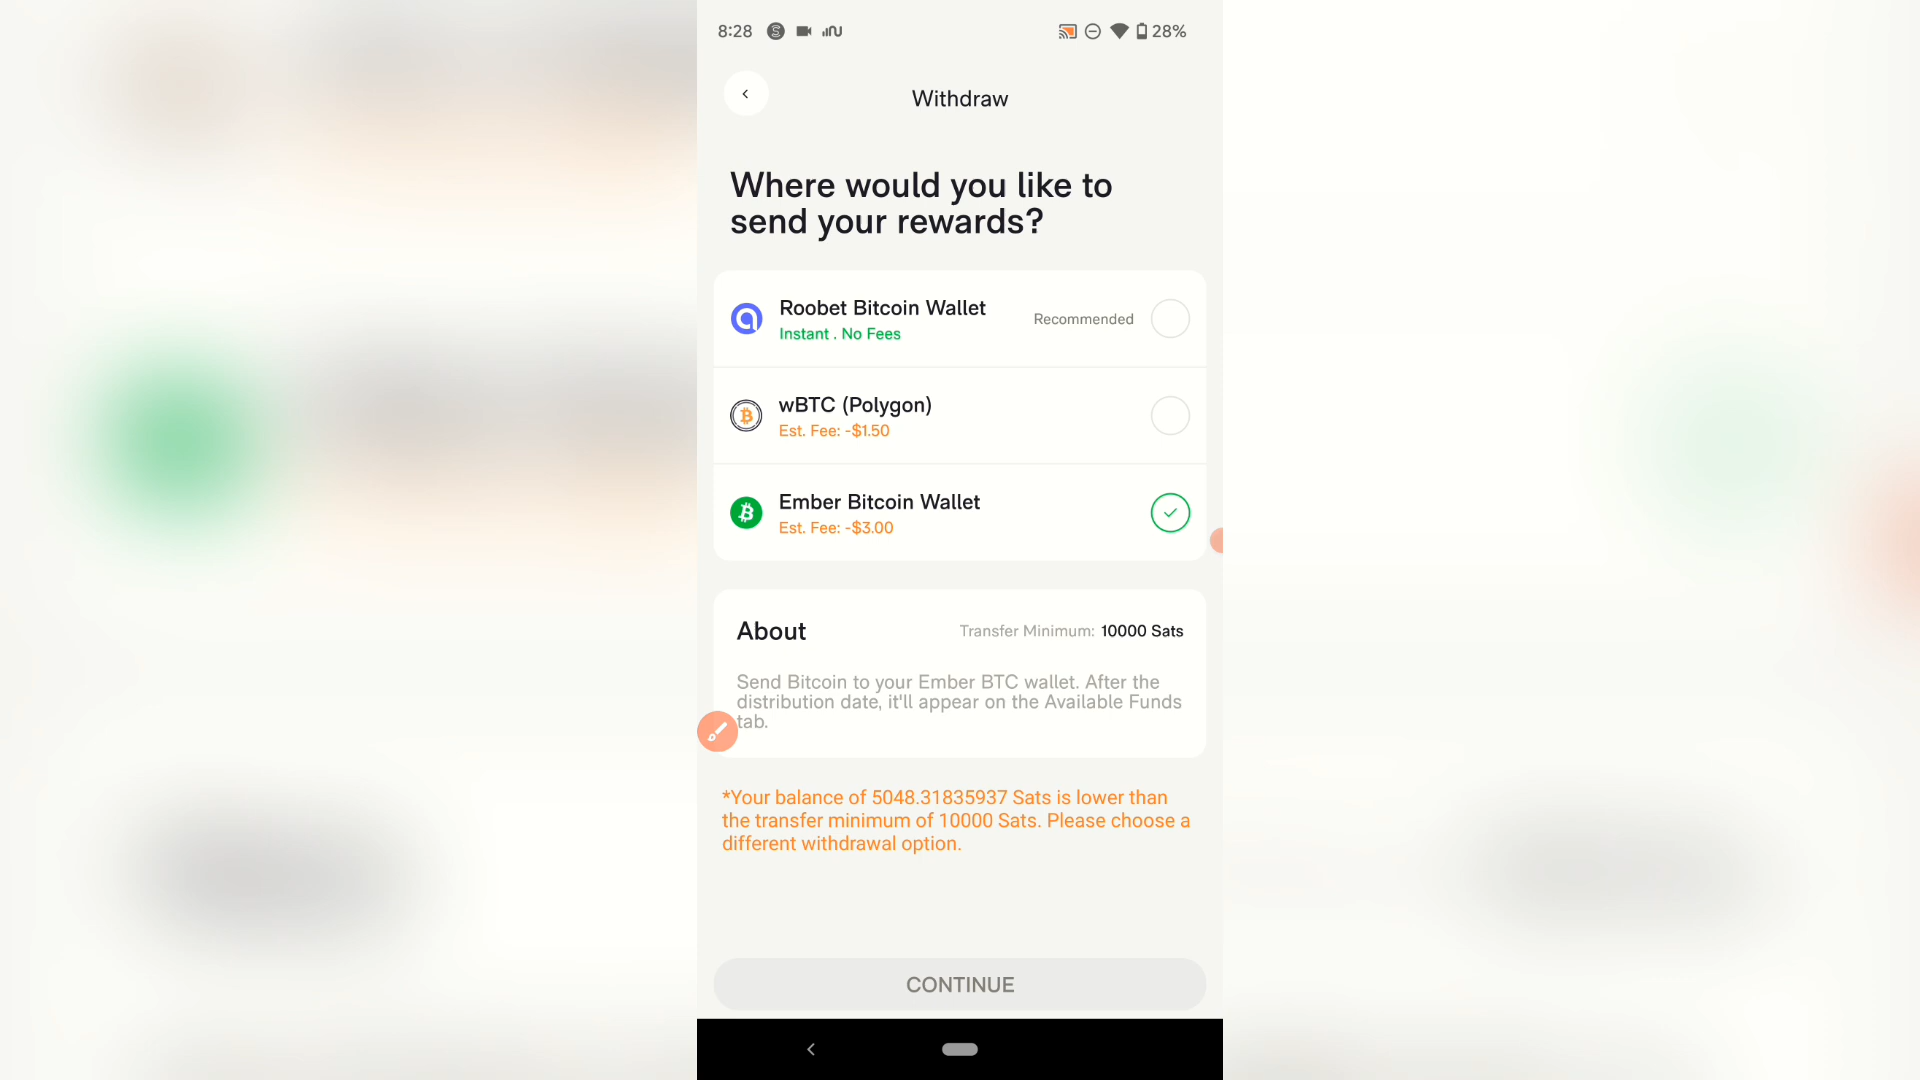 8:28
28%
Withdraw
Where would you like to
send your rewards?
Roobet Bitcoin Wallet
Instant . No Fees
Recommended
wBTC (Polygon)
Est. Fee: -$1.50
Ember Bitcoin Wallet
Est. Fee: -$3.00
About
Transfer Minimum: 10000 Sats
Send Bitcoin to your Ember BTC wallet. After the
distribution date, it'll appear on the Available Funds
tab.
*Your balance of 5048.31835937 Sats is lower than
the transfer minimum of 10000 Sats. Please choose a
different withdrawal option.
CONTINUE